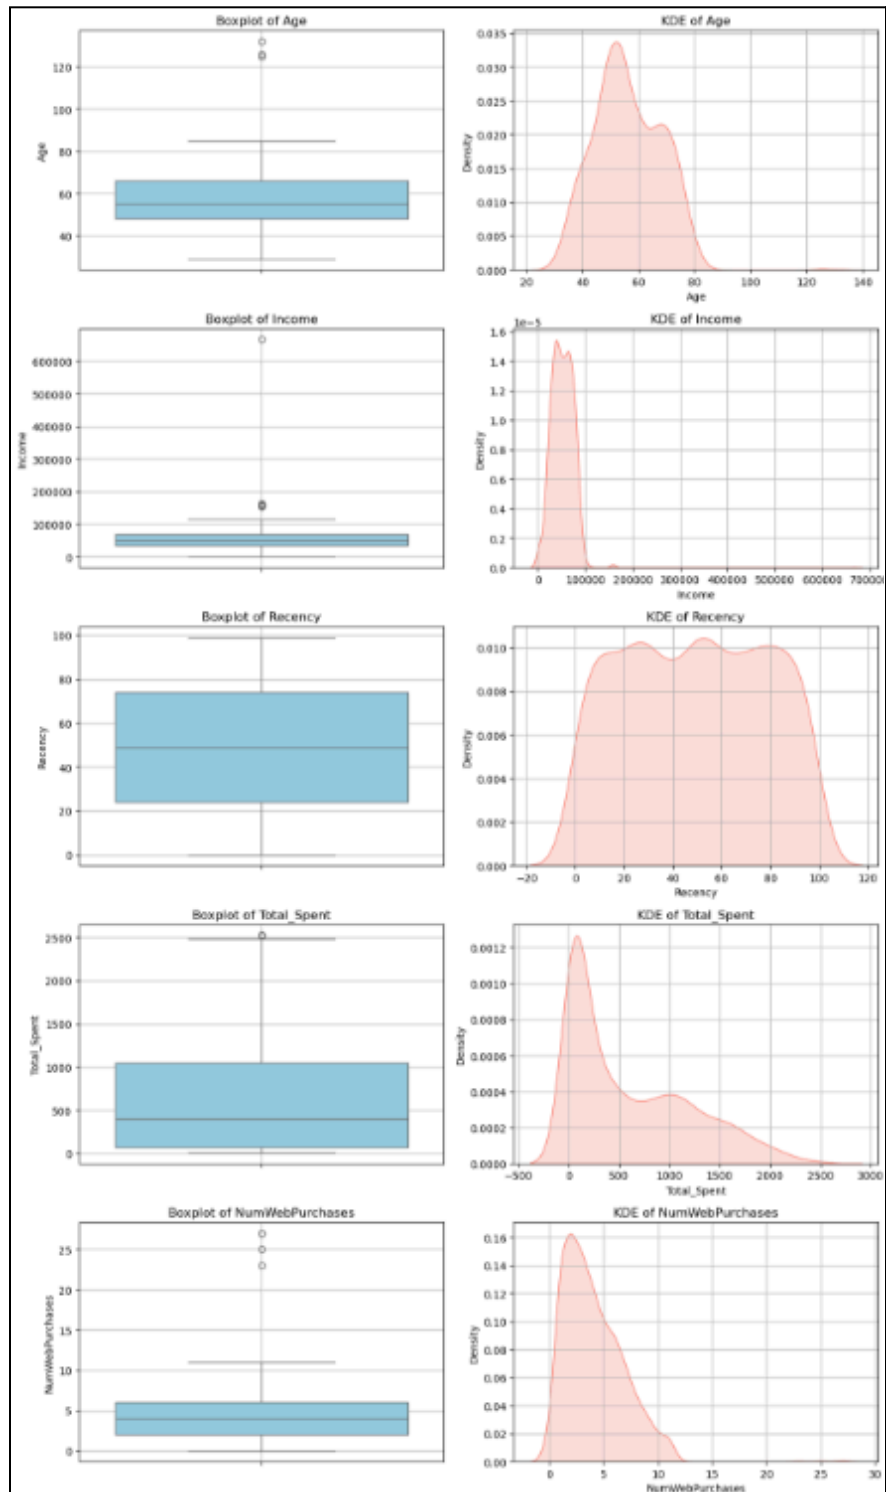 Boxplot of Age
120
100
80
60
40
Age
KDE of Age
0.035
0.030
0.025
0.020
0.015
0.010
0.005
0.000
Density
20 40 60 80 100 120 140
Age
Boxplot of Income
600000
500000
400000
300000
200000
100000
0
Income
KDE of Income
1e−5
1.6
1.4
1.2
1.0
0.8
0.6
0.4
0.2
0.0
Density
0 100000 200000 300000 400000 500000 600000 70000
Income
Boxplot of Recency
100
80
60
40
20
0
Recency
KDE of Recency
0.010
0.008
0.006
0.004
0.002
0.000
Density
−20 0 20 40 60 80 100 120
Recency
Boxplot of Total_Spent
2500
2000
1500
1000
500
0
Total_Spent
KDE of Total_Spent
0.0012
0.0010
0.0008
0.0006
0.0004
0.0002
0.0000
Density
−500 0 500 1000 1500 2000 2500 3000
Total_Spent
Boxplot of NumWebPurchases
25
20
15
10
5
0
NumWebPurchases
KDE of NumWebPurchases
0.16
0.14
0.12
0.10
0.08
0.06
0.04
0.02
0.00
Density
0 5 10 15 20 25 30
NumWebPurchases